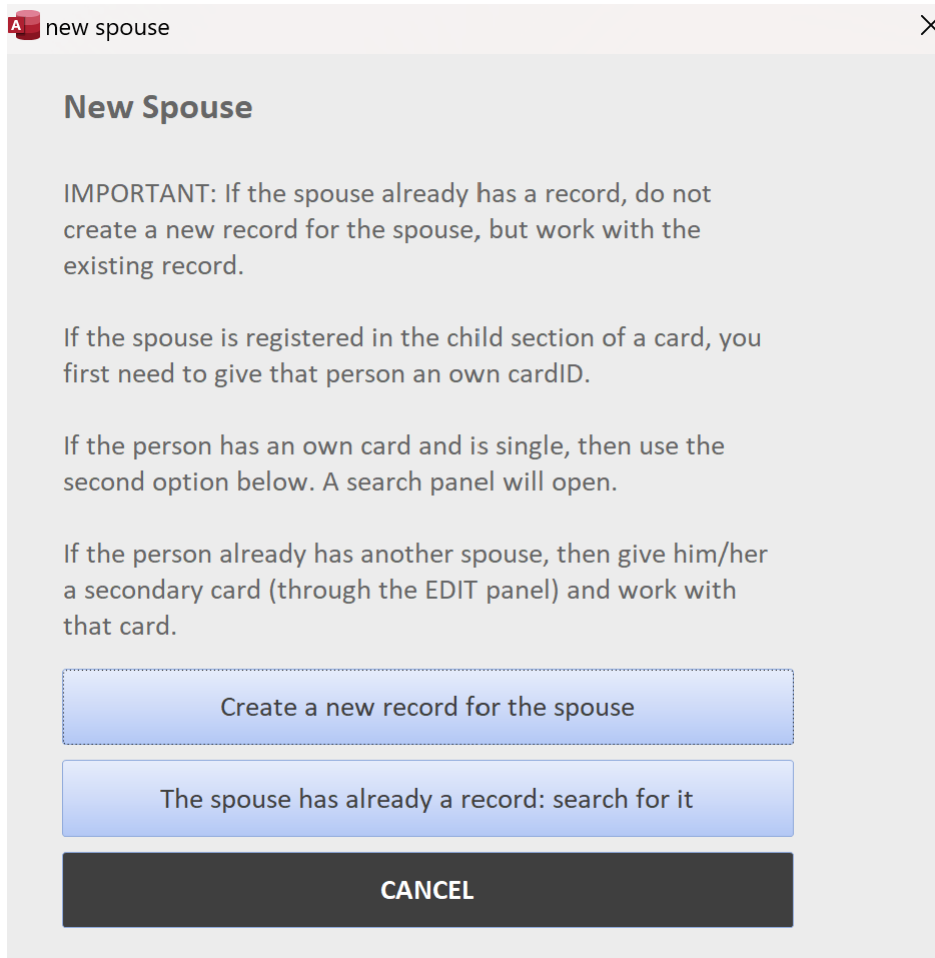 A new spouse
New Spouse
IMPORTANT: If the spouse already has a record, do not
create a new record for the spouse, but work with the
existing record.
If the spouse is registered in the child section of a card, you
first need to give that person an own cardID.
If the person has an own card and is single, then use the
second option below. A search panel will open.
If the person already has another spouse, then give him/her
a secondary card (through the EDIT panel) and work with
that card.
Create a new record for the spouse
The spouse has already a record: search for it
CANCEL